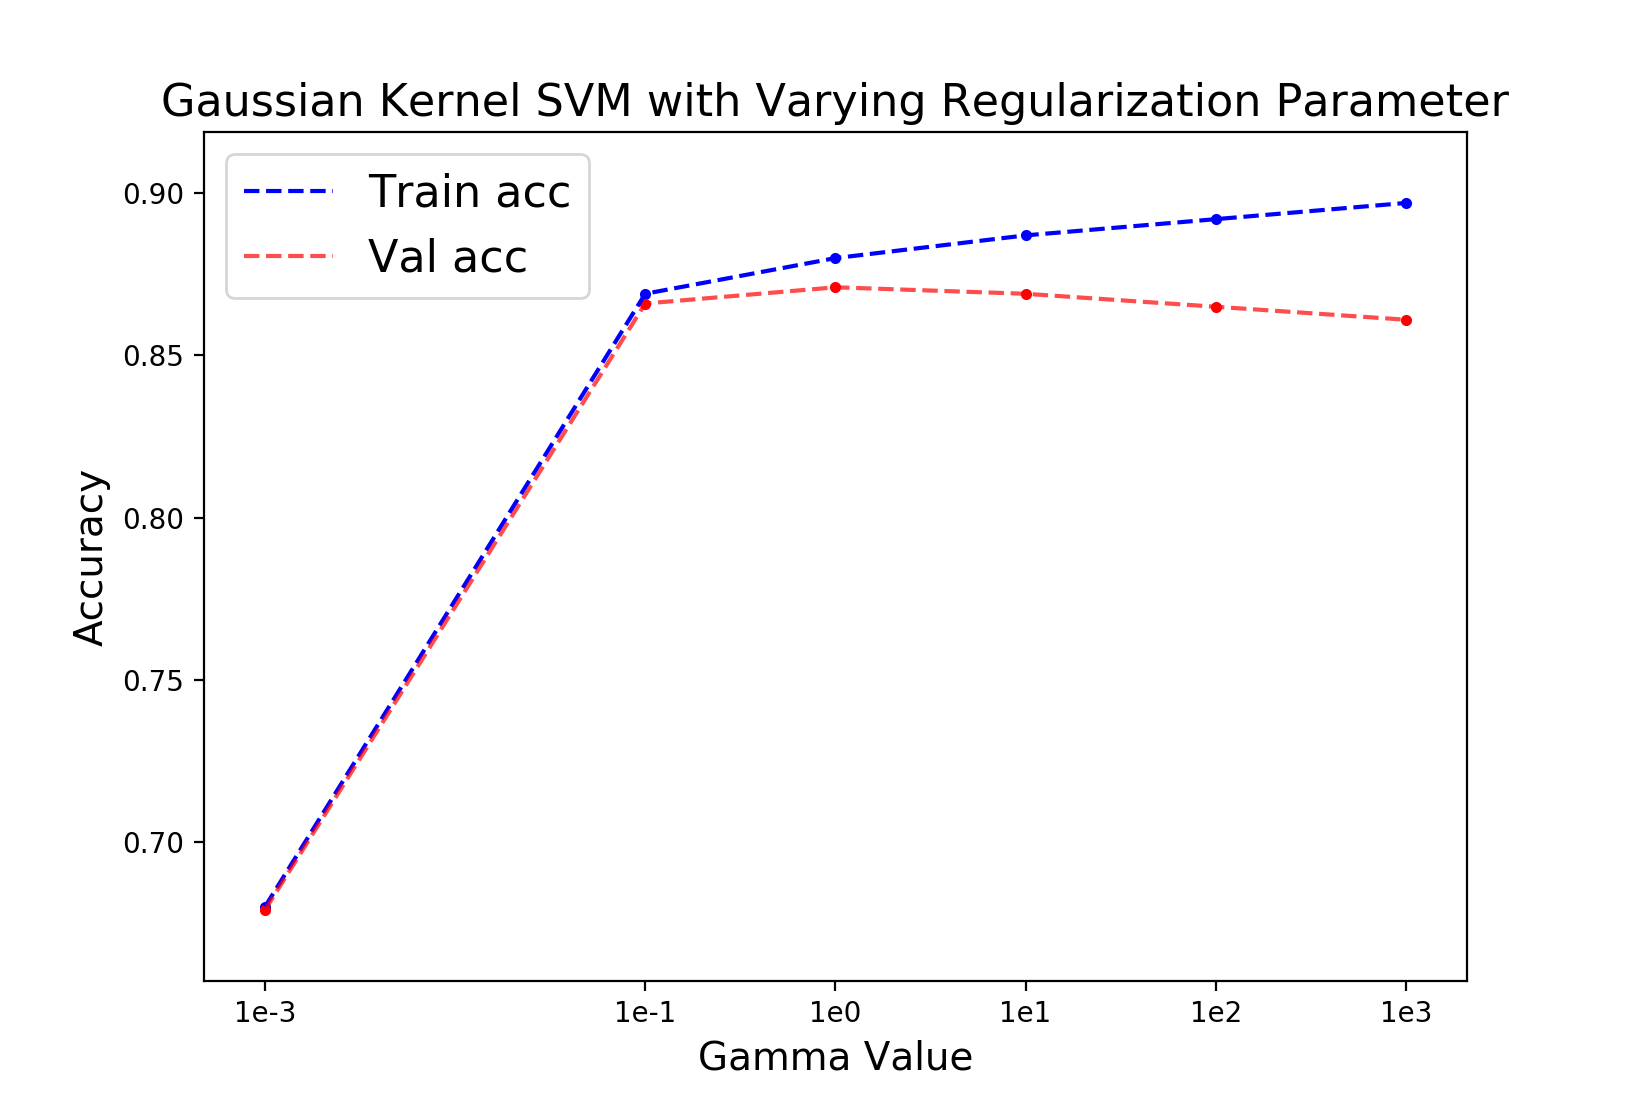 Gaussian Kernel SVM with Varying Regularization Parameter
Train acc
Val acc
0.90
0.85
0.80
0.75
0.70
Accuracy
1e-3 1e-1 1e0 1e1 1e2 1e3
Gamma Value